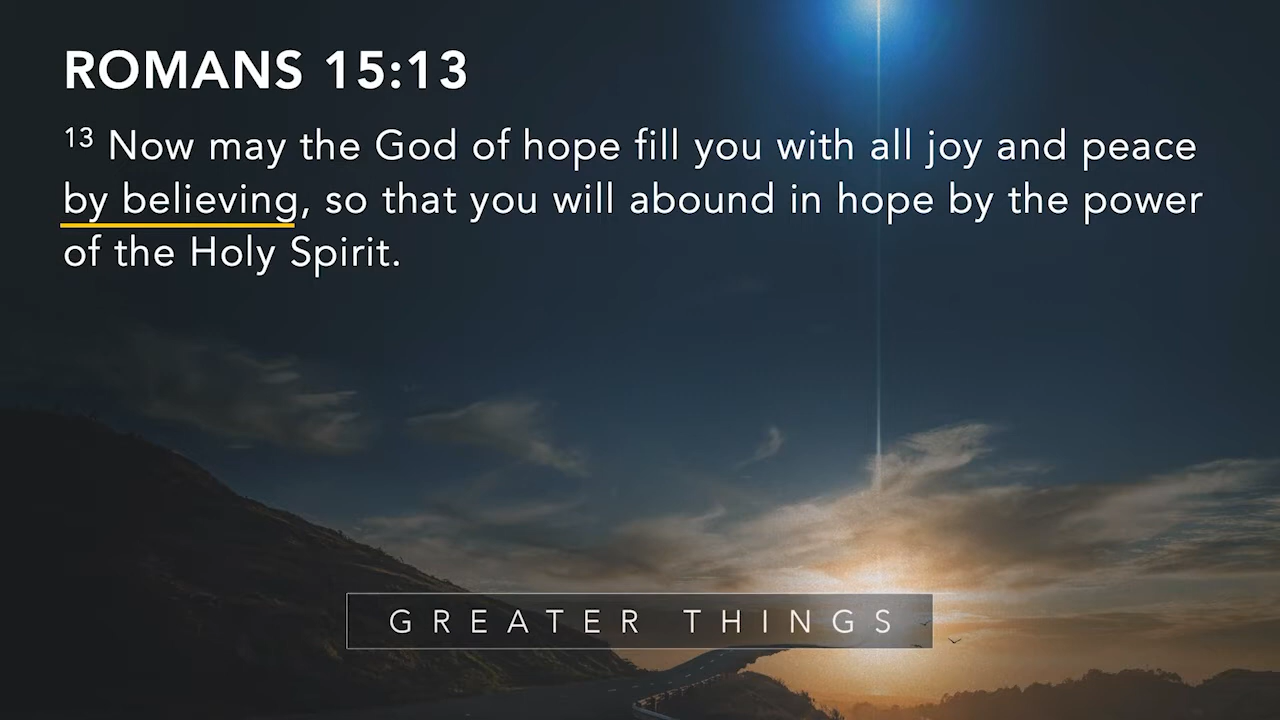 ROMANS 15:13
13 Now may the God of hope fill you with all joy and peace
by believing, so that you will abound in hope by the power
of the Holy Spirit.
GREATER THINGS